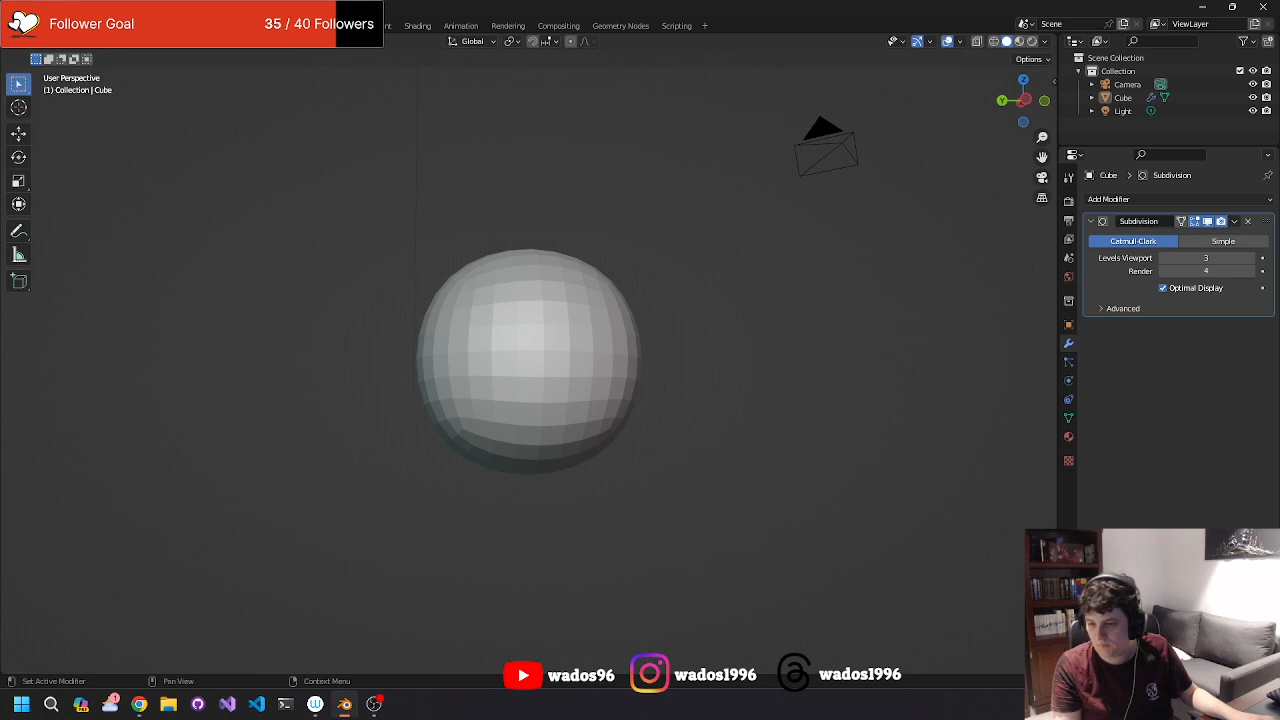 Follower Goal 35 / 40 Followers
Shading Animation Rendering Compositing Geometry Nodes Scripting +
Scene ViewLayer
Global
Options
User Perspective
(1) Collection | Cube
Z
Y
Scene Collection
Collection
Camera
Cube
Light
Cube > Subdivision
Add Modifier
Subdivision
Catmull-Clark Simple
Levels Viewport 3
Render 4
Optimal Display
Advanced
wados96 wados1996 wados1996
Set Active Modifier Pan View Context Menu